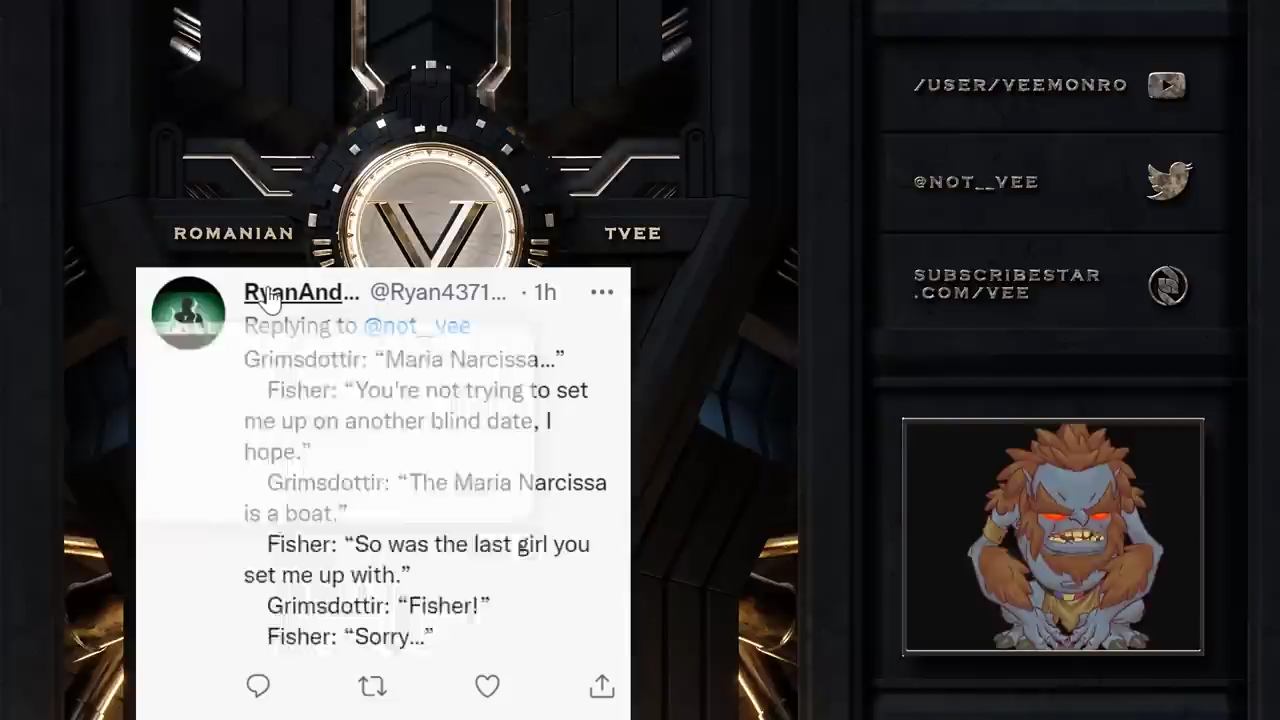 /USER/VEEMONRO
@NOT__VEE
SUBSCRIBESTAR
.COM/VEE
ROMANIAN
V
TVEE
RyanAnd... @Ryan4371... · 1h
Replying to @not__vee
Grimsdottir: “Maria Narcissa...”
Fisher: “You're not trying to set
me up on another blind date, I
hope.”
Grimsdottir: “The Maria Narcissa
is a boat.”
Fisher: “So was the last girl you
set me up with.”
Grimsdottir: “Fisher!”
Fisher: “Sorry...”